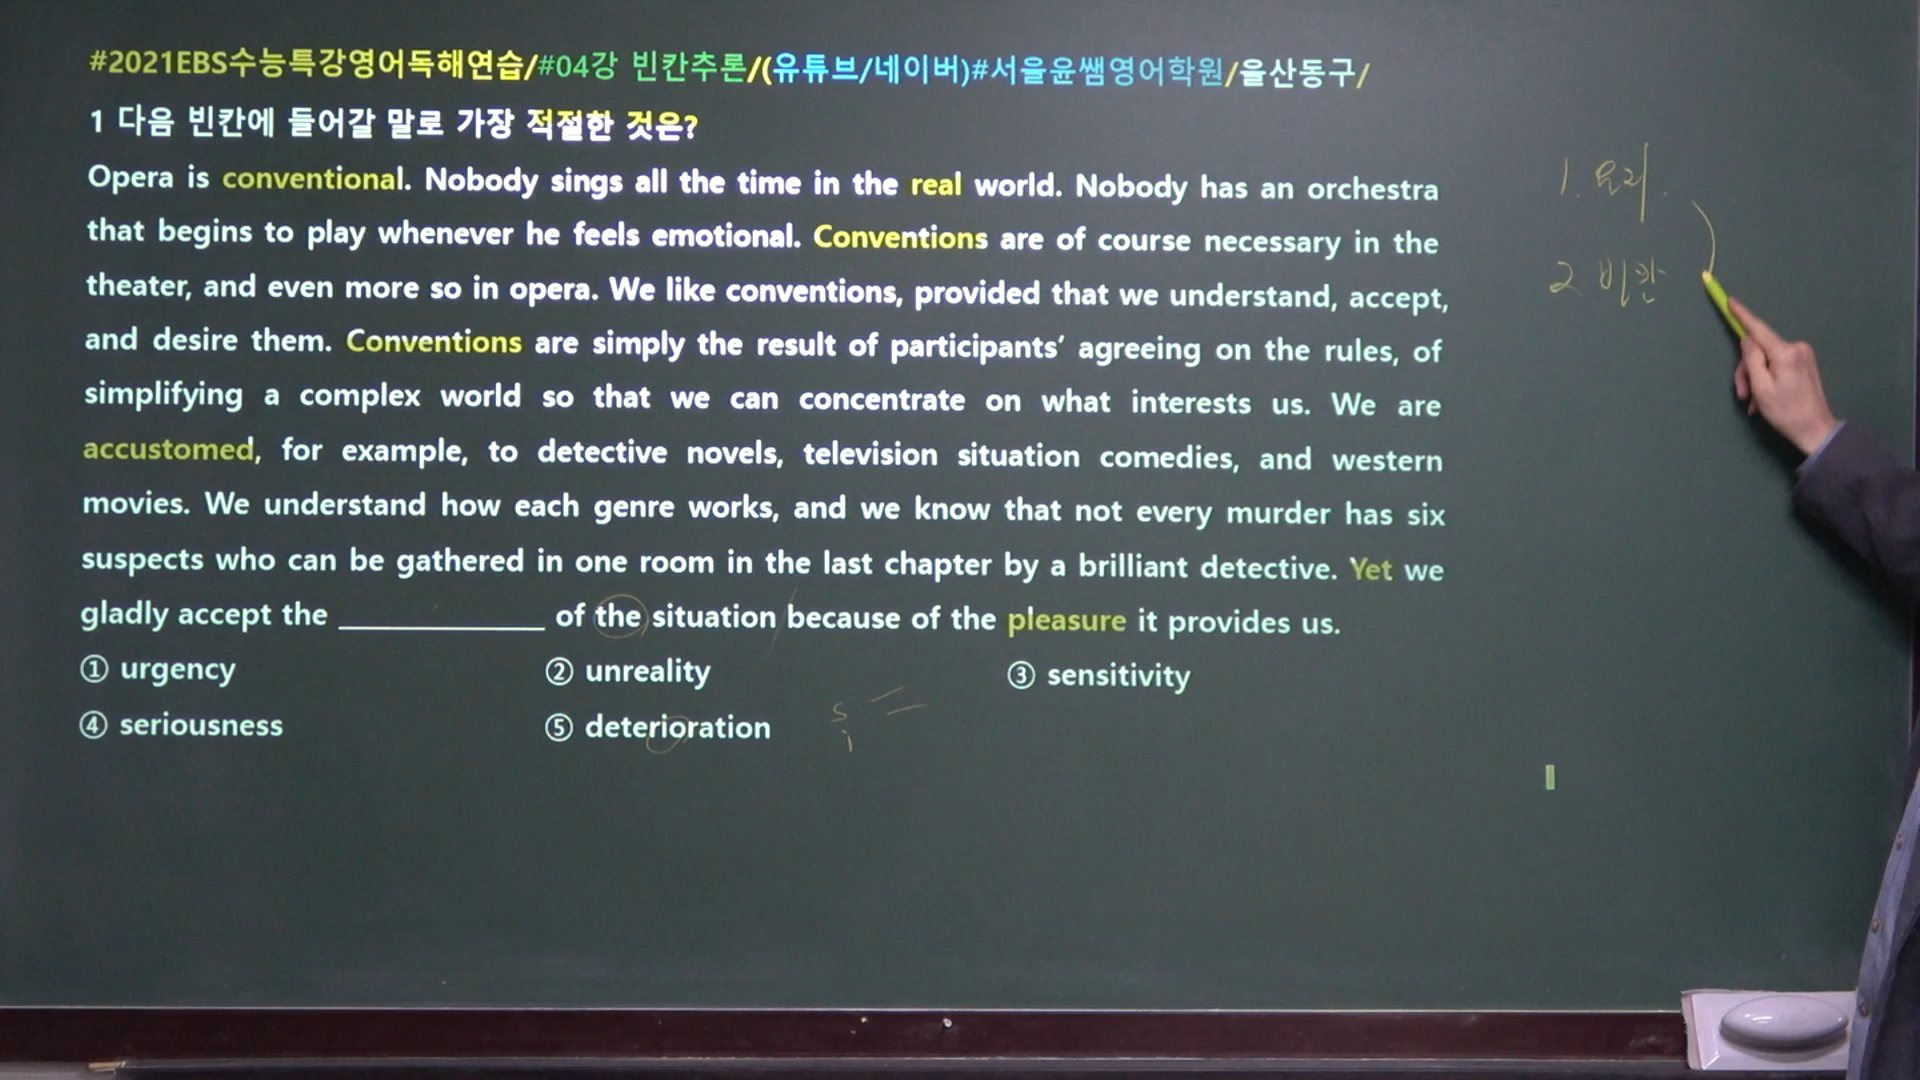 #2021EBS수능특강영어독해연습/#04강 빈칸추론/(유튜브/네이버)#서울윤쌤영어학원/울산동구/
1 다음 빈칸에 들어갈 말로 가장 적절한 것은?
Opera is conventional. Nobody sings all the time in the real world. Nobody has an orchestra
that begins to play whenever he feels emotional. Conventions are of course necessary in the
theater, and even more so in opera. We like conventions, provided that we understand, accept,
and desire them. Conventions are simply the result of participants' agreeing on the rules, of
simplifying a complex world so that we can concentrate on what interests us. We are
accustomed, for example, to detective novels, television situation comedies, and western
movies. We understand how each genre works, and we know that not every murder has six
suspects who can be gathered in one room in the last chapter by a brilliant detective. Yet we
gladly accept the ____________ of the situation because of the pleasure it provides us.
① urgency ② unreality ③ sensitivity
④ seriousness ⑤ deterioration
1.
2 비판
s
i